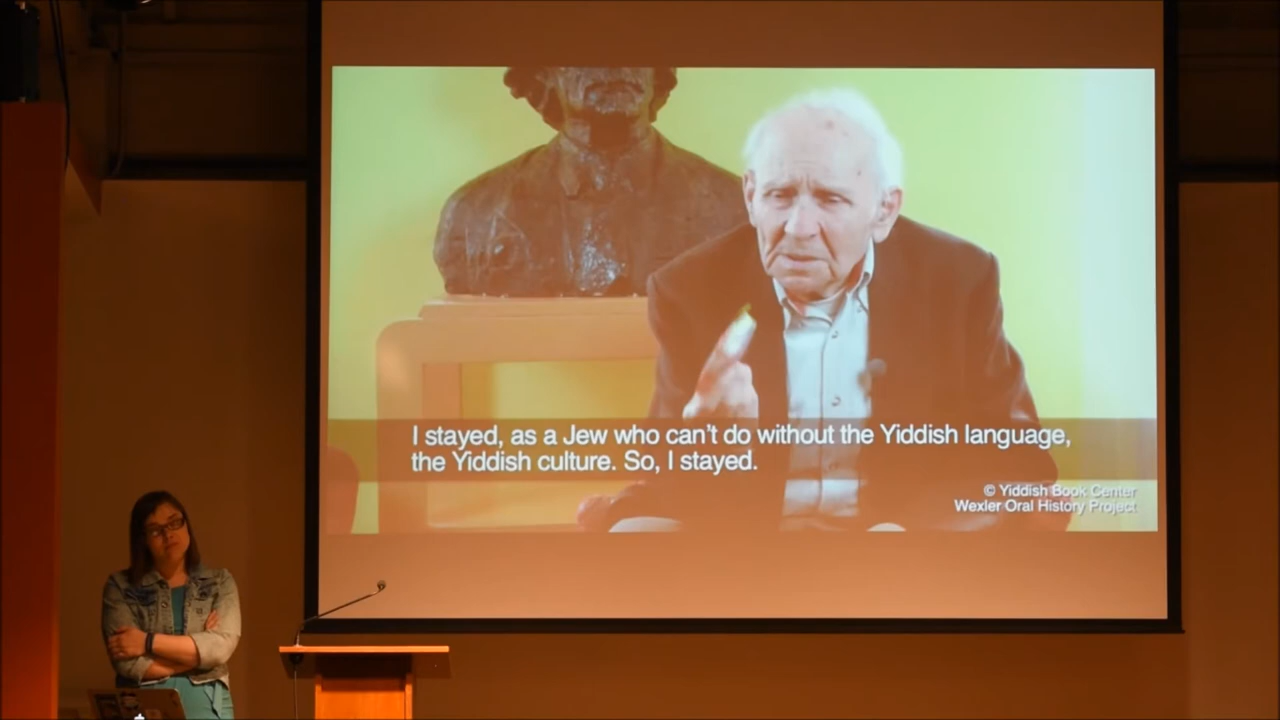 I stayed, as a Jew who can't do without the Yiddish language,
the Yiddish culture. So, I stayed.
© Yiddish Book Center
Wexler Oral History Project